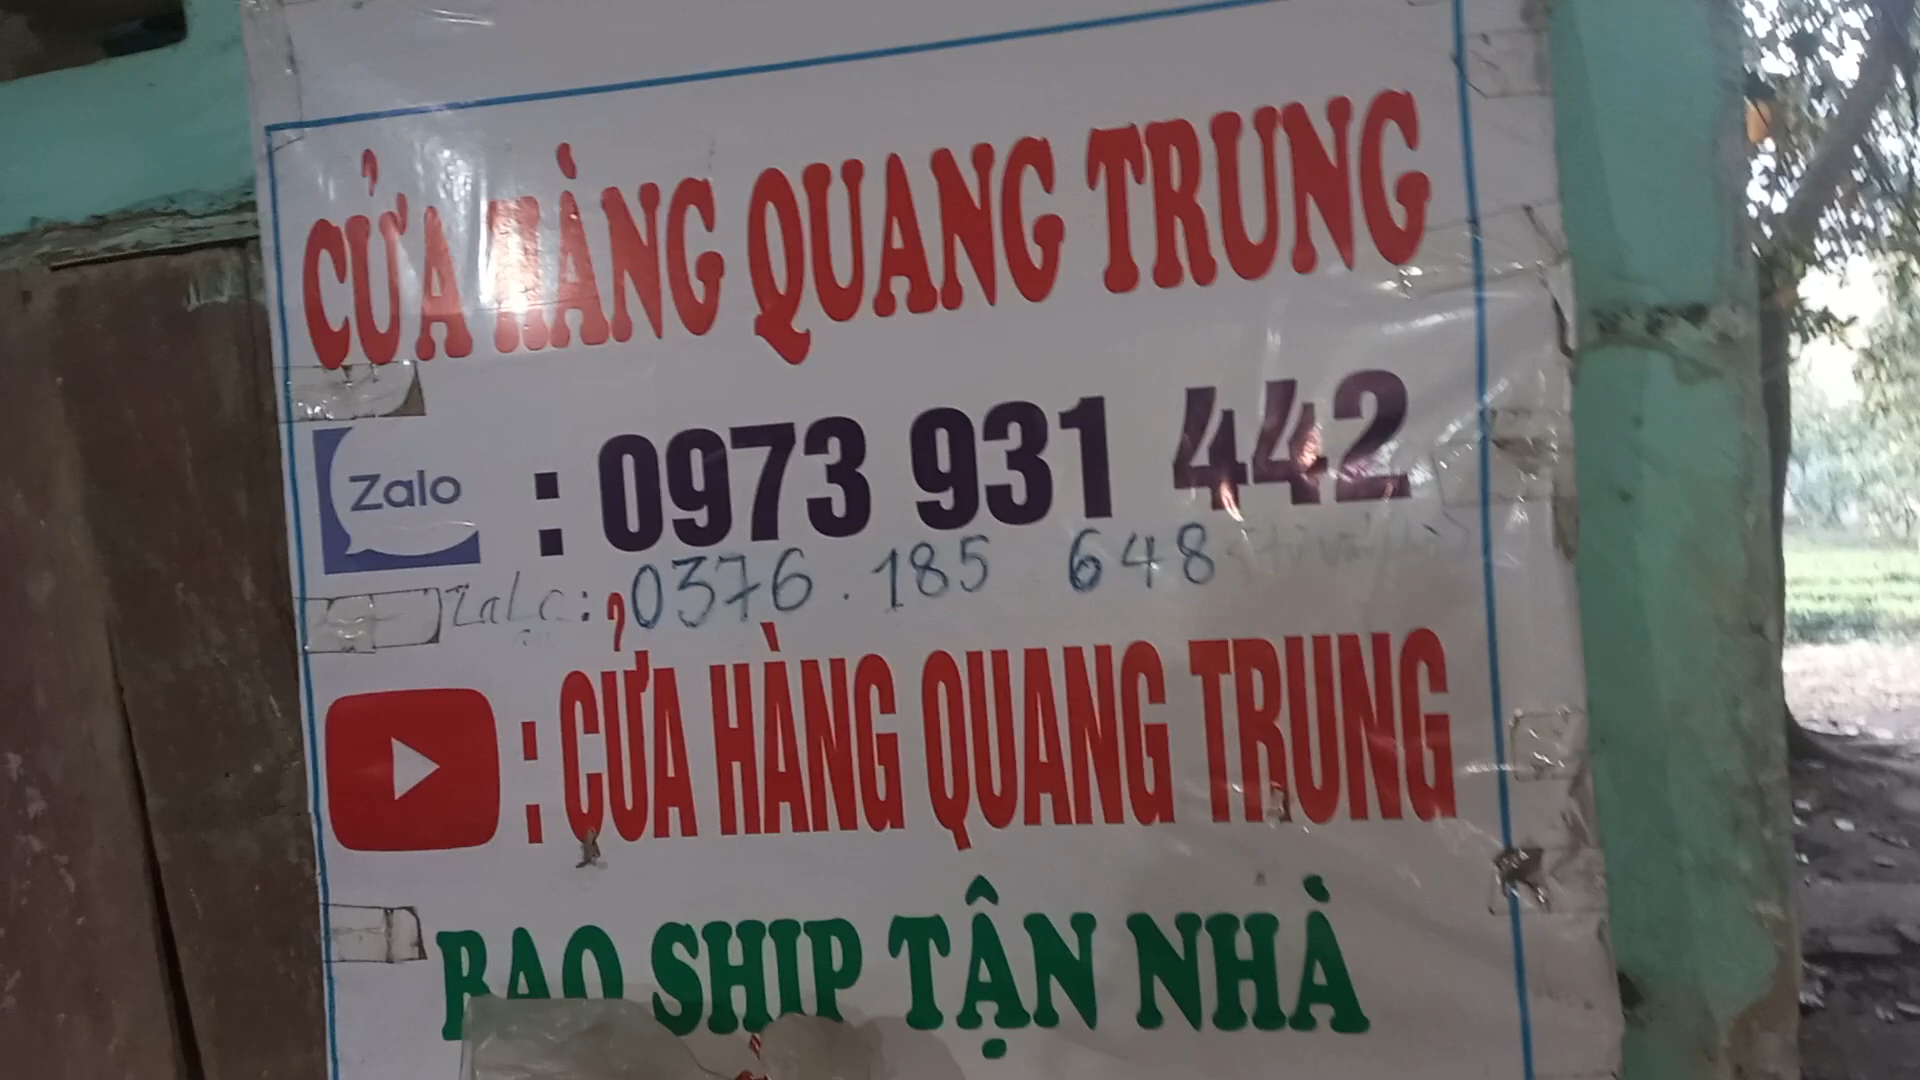 CỬA HÀNG QUANG TRUNG
Zalo : 0973 931 442
Zalo: 0376.185 648
: CỬA HÀNG QUANG TRUNG
BAO SHIP TẬN NHÀ